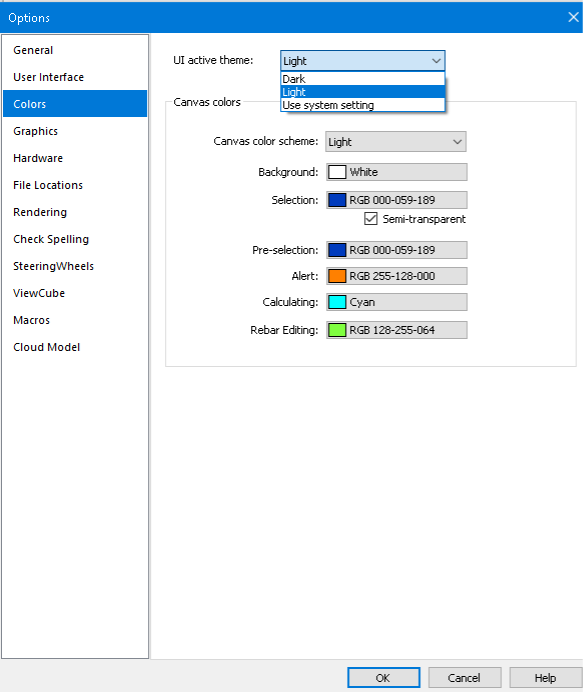 Options
General
User Interface
Colors
Graphics
Hardware
File Locations
Rendering
Check Spelling
SteeringWheels
ViewCube
Macros
Cloud Model
UI active theme: Light
Dark
Light
Use system setting
Canvas colors
Canvas color scheme: Light
Background: White
Selection: RGB 000-059-189
Semi-transparent
Pre-selection: RGB 000-059-189
Alert: RGB 255-128-000
Calculating: Cyan
Rebar Editing: RGB 128-255-064
OK Cancel Help